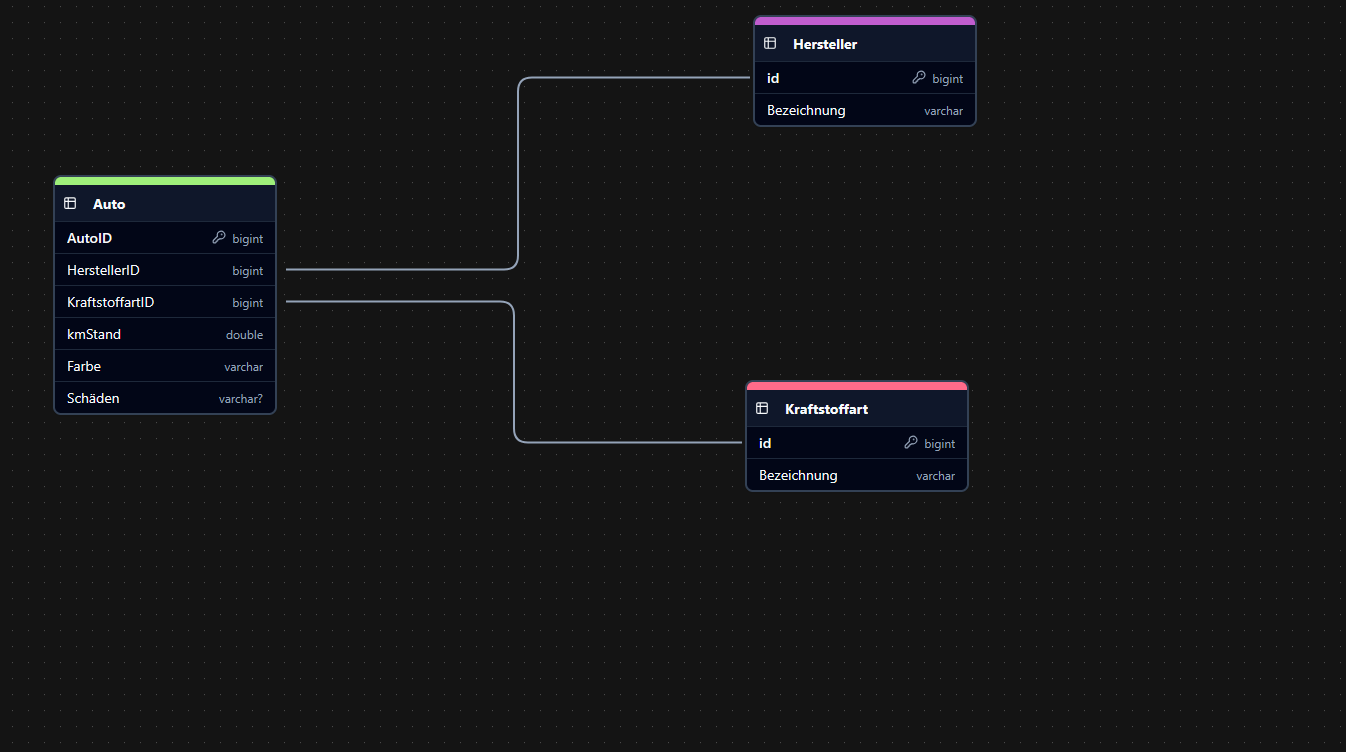 Hersteller
id bigint
Bezeichnung varchar
Auto
AutoID bigint
HerstellerID bigint
KraftstoffartID bigint
kmStand double
Farbe varchar
Schäden varchar?
Kraftstoffart
id bigint
Bezeichnung varchar